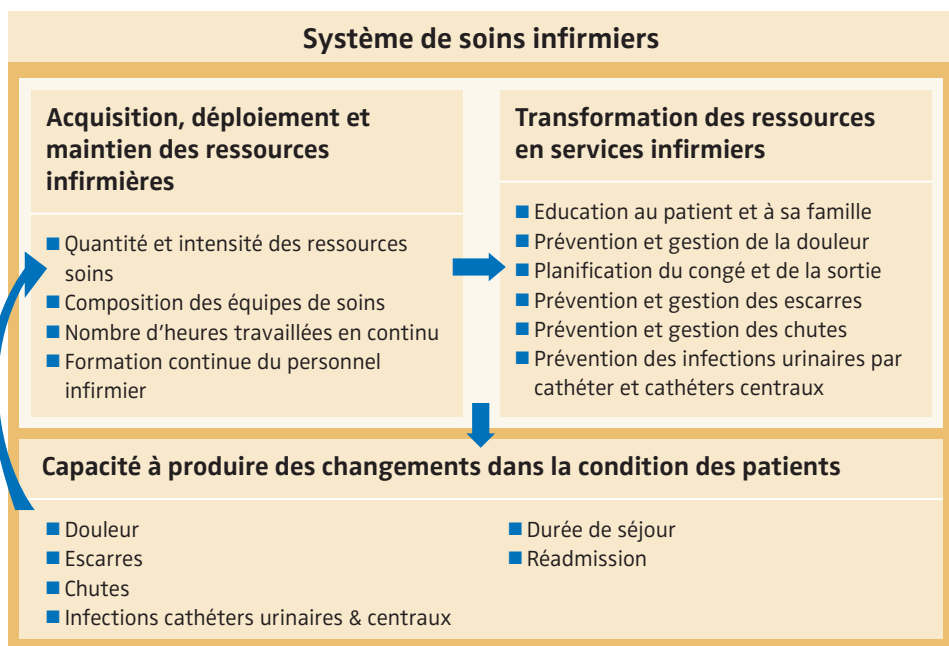 Système de soins infirmiers
Acquisition, déploiement et
maintien des ressources
infirmières
■ Quantité et intensité des ressources
soins
■ Composition des équipes de soins
■ Nombre d'heures travaillées en continu
■ Formation continue du personnel
infirmier
Transformation des ressources
en services infirmiers
■ Education au patient et à sa famille
■ Prévention et gestion de la douleur
■ Planification du congé et de la sortie
■ Prévention et gestion des escarres
■ Prévention et gestion des chutes
■ Prévention des infections urinaires par
cathéter et cathéters centraux
Capacité à produire des changements dans la condition des patients
■ Douleur
■ Escarres
■ Chutes
■ Infections cathéters urinaires & centraux
■ Durée de séjour
■ Réadmission